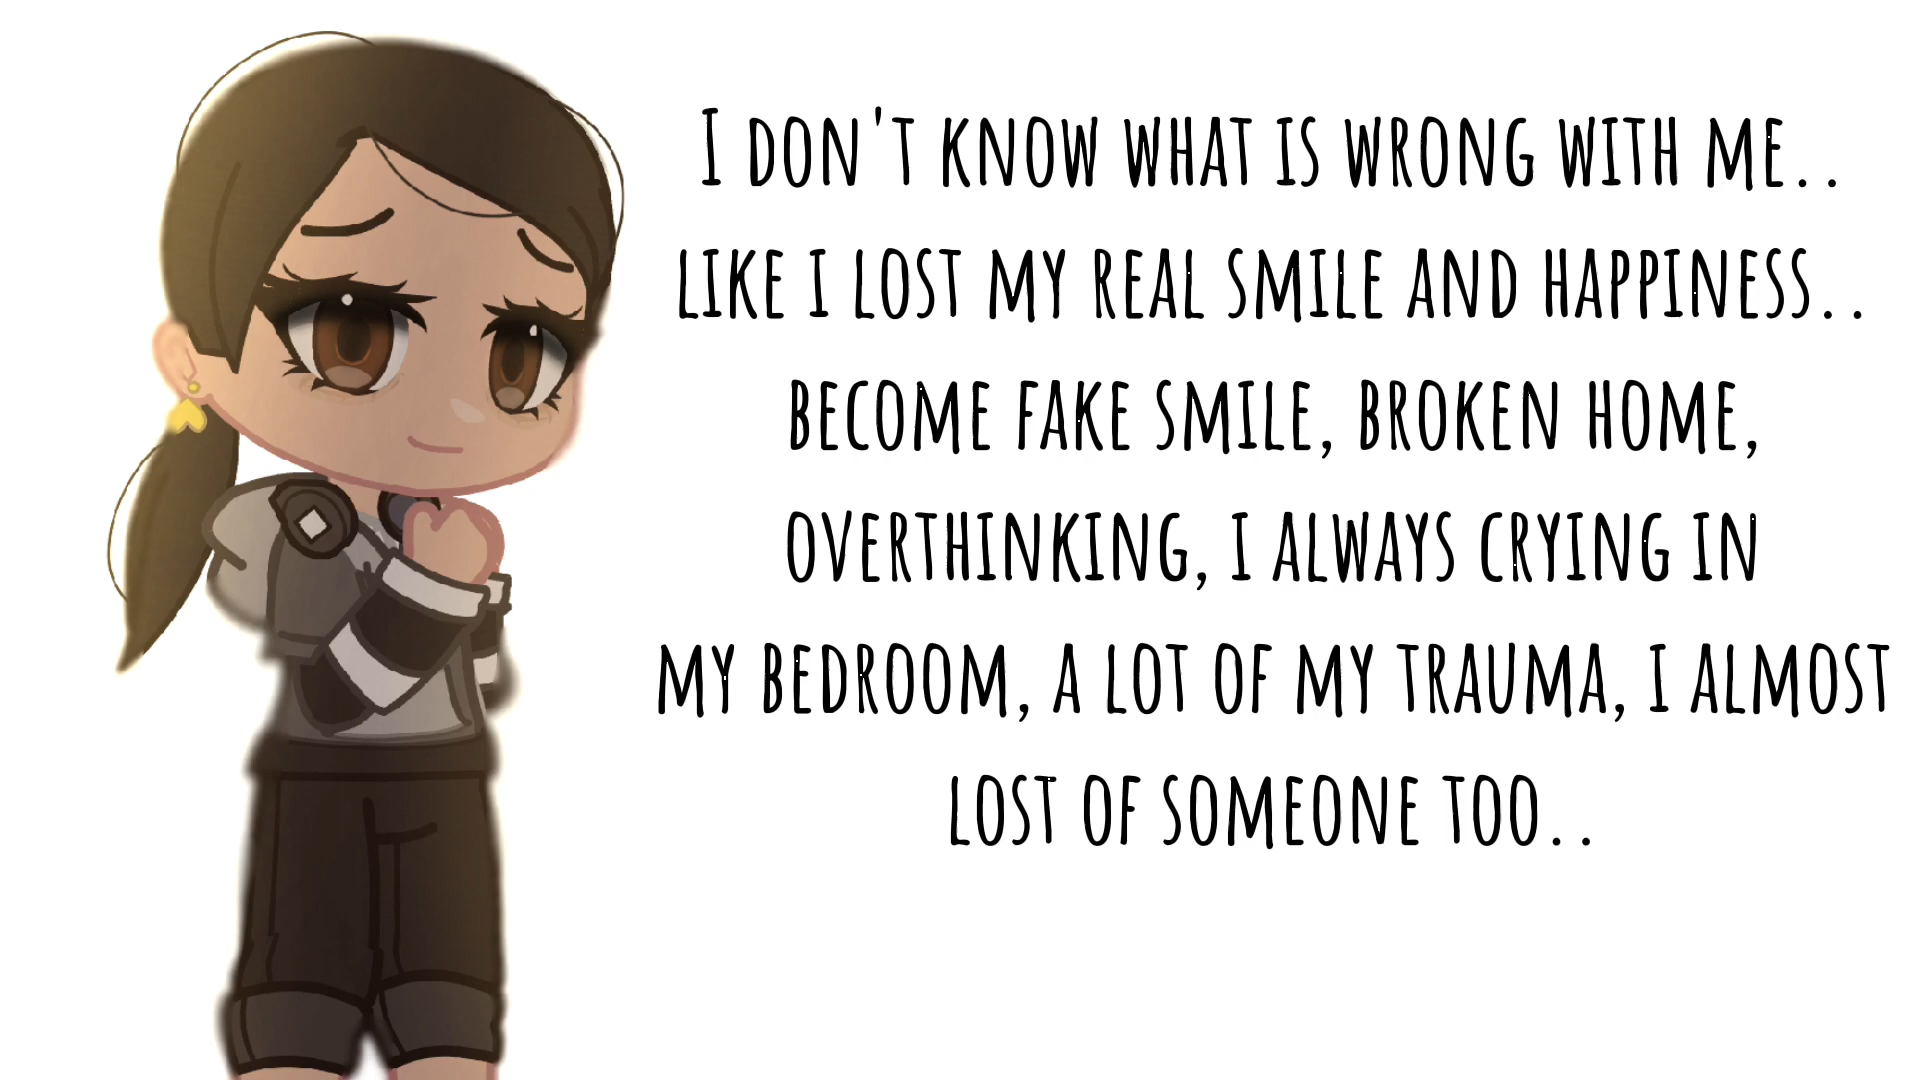 I DON'T KNOW WHAT IS WRONG WITH ME..
LIKE I LOST MY REAL SMILE AND HAPPINESS..
BECOME FAKE SMILE, BROKEN HOME,
OVERTHINKING, I ALWAYS CRYING IN
MY BEDROOM, A LOT OF MY TRAUMA, I ALMOST
LOST OF SOMEONE TOO..